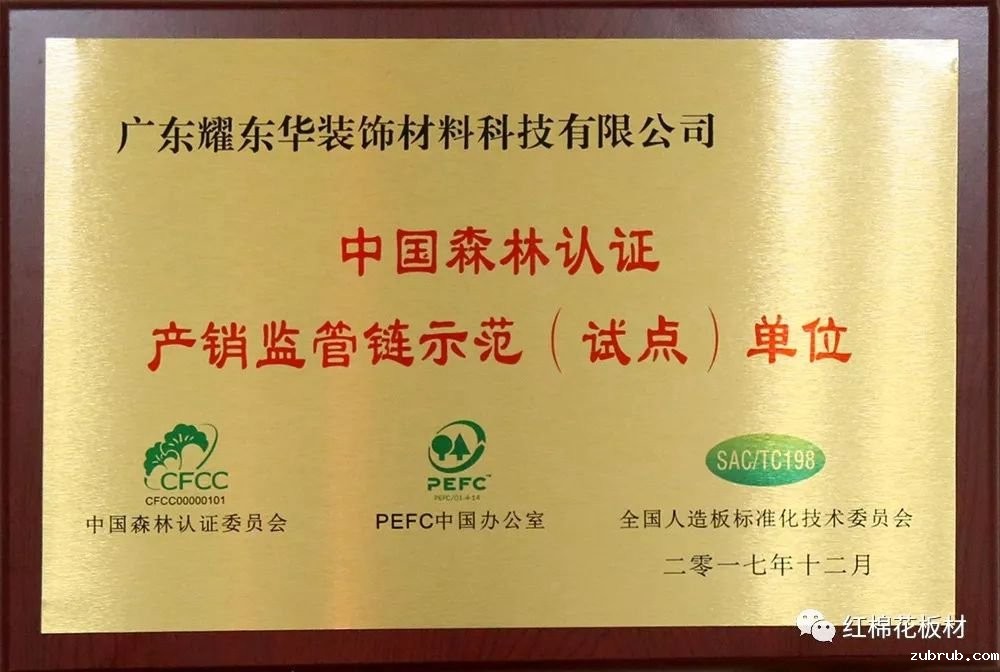 广东耀东华装饰材料科技有限公司
中国森林认证
产销监管链示范（试点）单位
CFCC
CFCC00000101
中国森林认证委员会
PEFC™
PEFC/01-4-14
PEFC中国办公室
SAC/TC198
全国人造板标准化技术委员会
二零一七年十二月
红棉花板材
zubrub.com